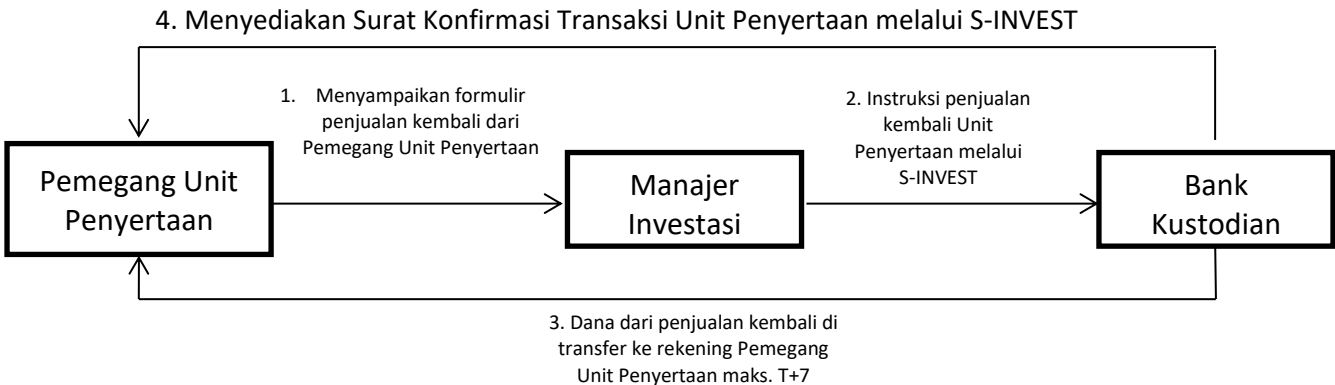 4. Menyediakan Surat Konfirmasi Transaksi Unit Penyertaan melalui S-INVEST
1. Menyampaikan formulir
penjualan kembali dari
Pemegang Unit Penyertaan
2. Instruksi penjualan
kembali Unit
Penyertaan melalui
S-INVEST
Pemegang Unit
Penyertaan
Manajer
Investasi
Bank
Kustodian
3. Dana dari penjualan kembali di
transfer ke rekening Pemegang
Unit Penyertaan maks. T+7